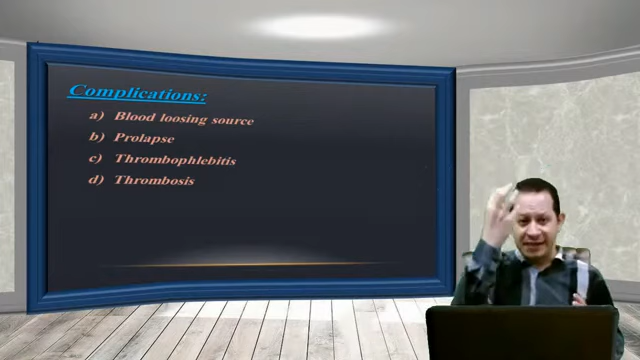 Complications:
a) Blood loosing source
b) Prolapse
c) Thrombophlebitis
d) Thrombosis